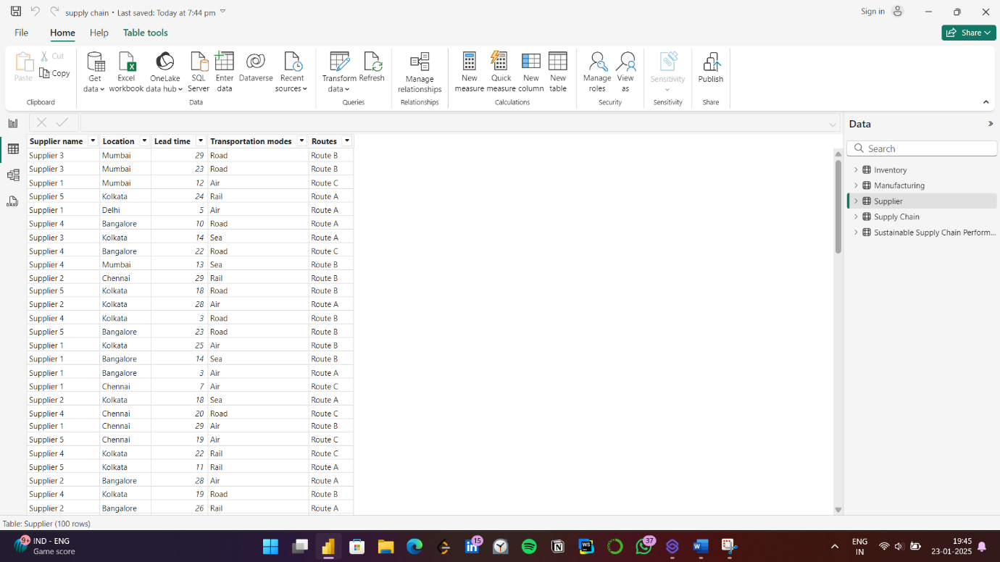 supply chain • Last saved: Today at 7:44 pm
Sign in
File Home Help Table tools
Share
Paste
Cut
Copy
Clipboard
Get data
Excel workbook
OneLake data hub
SQL Server
Enter data
Dataverse
Recent sources
Data
Transform data
Refresh
Queries
Manage relationships
Relationships
New measure
Quick measure
New column
New table
Calculations
Manage roles
View as
Security
Sensitivity
Sensitivity
Publish
Share
Supplier name Location Lead time Transportation modes Routes
Supplier 3 Mumbai 29 Road Route B
Supplier 3 Mumbai 23 Road Route B
Supplier 1 Mumbai 12 Air Route C
Supplier 5 Kolkata 24 Rail Route A
Supplier 1 Delhi 5 Air Route A
Supplier 4 Bangalore 10 Road Route A
Supplier 3 Kolkata 14 Sea Route A
Supplier 4 Bangalore 22 Road Route C
Supplier 4 Mumbai 13 Sea Route B
Supplier 2 Chennai 29 Rail Route B
Supplier 5 Kolkata 18 Road Route B
Supplier 2 Kolkata 28 Air Route A
Supplier 4 Kolkata 3 Road Route B
Supplier 5 Bangalore 23 Road Route B
Supplier 1 Kolkata 25 Air Route B
Supplier 1 Bangalore 14 Sea Route B
Supplier 1 Bangalore 3 Air Route A
Supplier 1 Chennai 7 Air Route C
Supplier 2 Kolkata 18 Sea Route A
Supplier 4 Chennai 20 Road Route C
Supplier 1 Chennai 29 Air Route B
Supplier 5 Chennai 19 Air Route C
Supplier 4 Kolkata 22 Rail Route C
Supplier 5 Kolkata 11 Rail Route A
Supplier 2 Bangalore 28 Air Route A
Supplier 4 Kolkata 19 Road Route B
Supplier 2 Bangalore 26 Rail Route A
Data
Search
Inventory
Manufacturing
Supplier
Supply Chain
Sustainable Supply Chain Perform...
DAX
Table: Supplier (100 rows)
9+
IND - ENG
Game score
15
WS
37
W
ENG
IN
19:45
23-01-2025